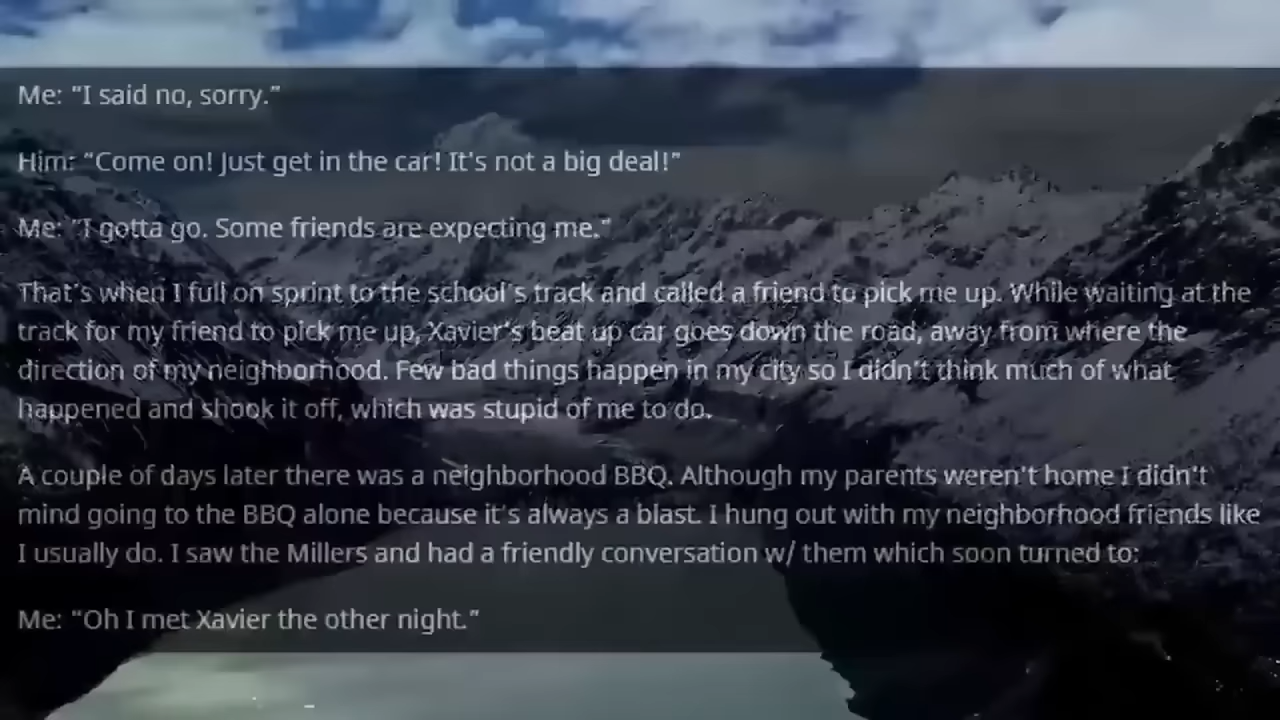 Me: “I said no, sorry.”
Him: “Come on! Just get in the car! It's not a big deal!”
Me: “I gotta go. Some friends are expecting me.”
That's when I full on sprint to the school's track and called a friend to pick me up. While waiting at the
track for my friend to pick me up, Xavier's beat up car goes down the road, away from where the
direction of my neighborhood. Few bad things happen in my city so I didn't think much of what
happened and shook it off, which was stupid of me to do.
A couple of days later there was a neighborhood BBQ. Although my parents weren't home I didn't
mind going to the BBQ alone because it's always a blast. I hung out with my neighborhood friends like
I usually do. I saw the Millers and had a friendly conversation w/ them which soon turned to:
Me: “Oh I met Xavier the other night.”